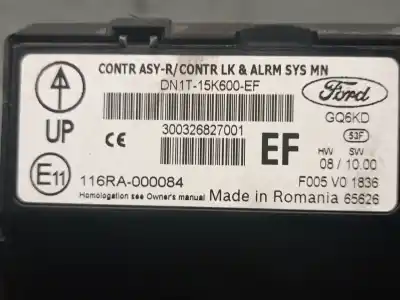 CONTR ASY-R/CONTR LK & ALRM SYS MN
DN1T-15K600-EF
Ford
GQ6KD
53F
UP
CE
300326827001
EF
HW SW
08 / 10.00
E11
116RA-000084
F005 V0 1836
Homologation see Owner's manual
Made in Romania 65626